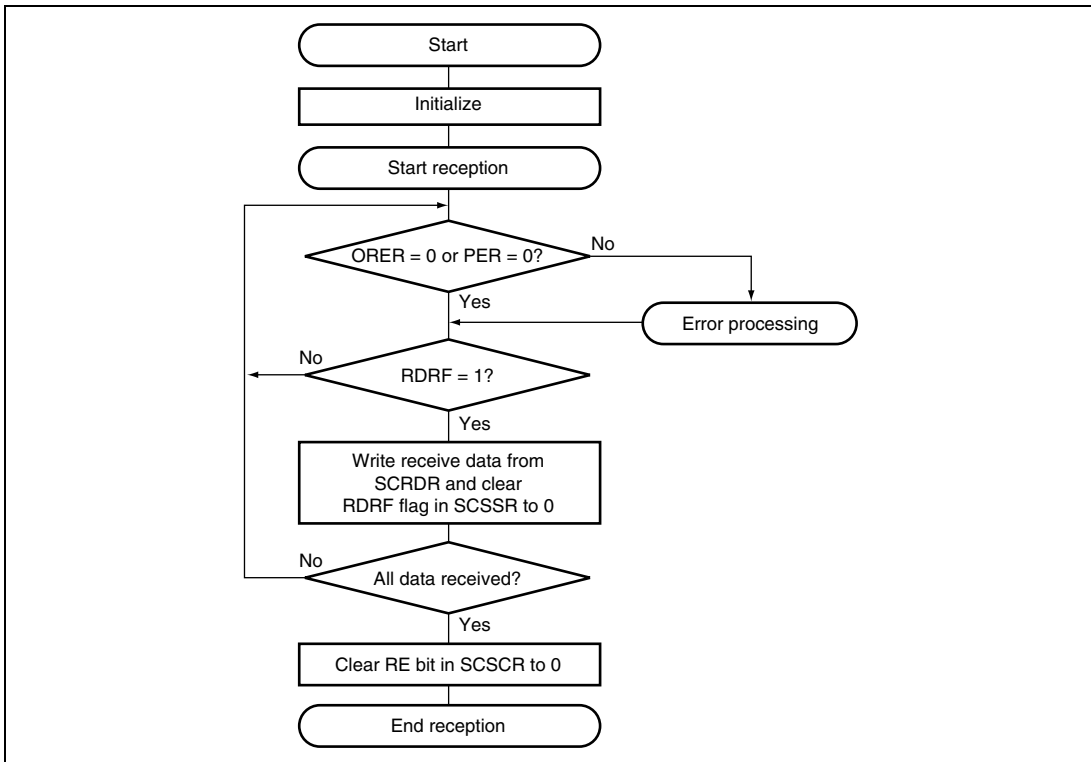 Start
Initialize
Start reception
ORER = 0 or PER = 0?
No
Yes
Error processing
No
RDRF = 1?
Yes
Write receive data from
SCRDR and clear
RDRF flag in SCSSR to 0
No
All data received?
Yes
Clear RE bit in SCSCR to 0
End reception